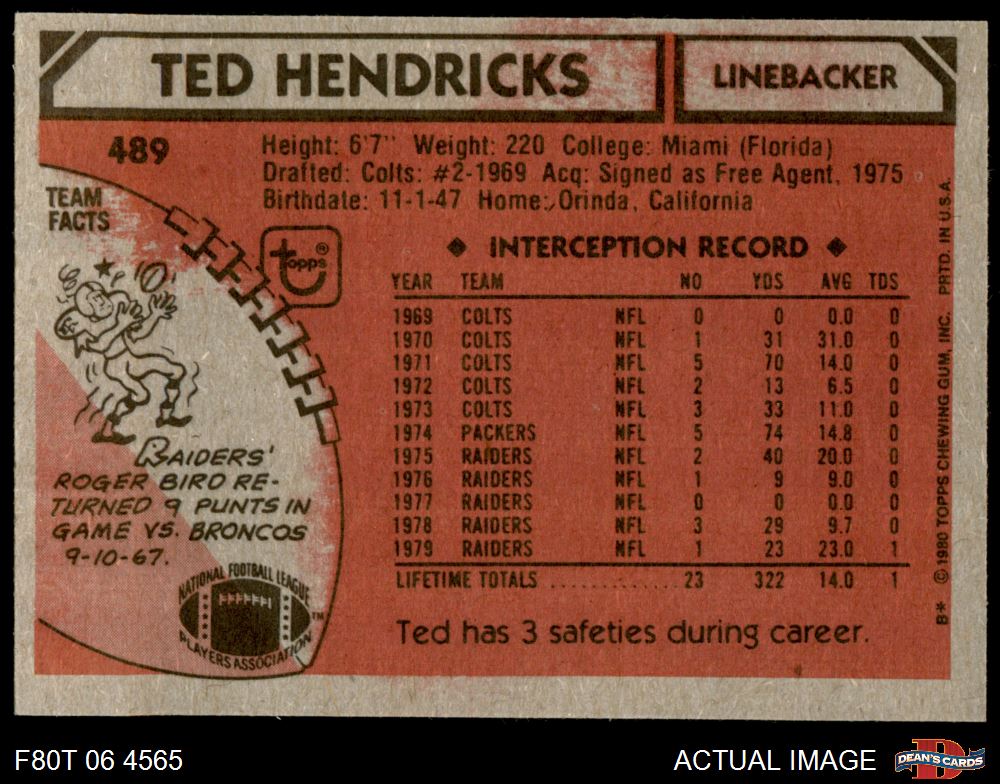 TED HENDRICKS LINEBACKER
489
Height: 6'7" Weight: 220 College: Miami (Florida)
Drafted: Colts: #2-1969 Acq: Signed as Free Agent, 1975
Birthdate: 11-1-47 Home: Orinda, California
TEAM
FACTS
topps®
RAIDERS'
ROGER BIRD RE-
TURNED 9 PUNTS IN
GAME VS. BRONCOS
9-10-67.
NATIONAL FOOTBALL LEAGUE
PLAYERS ASSOCIATION
TM
◆ INTERCEPTION RECORD ◆
YEAR TEAM NO YDS AVG TDS
1969 COLTS NFL 0 0 0.0 0
1970 COLTS NFL 1 31 31.0 0
1971 COLTS NFL 5 70 14.0 0
1972 COLTS NFL 2 13 6.5 0
1973 COLTS NFL 3 33 11.0 0
1974 PACKERS NFL 5 74 14.8 0
1975 RAIDERS NFL 2 40 20.0 0
1976 RAIDERS NFL 1 9 9.0 0
1977 RAIDERS NFL 0 0 0.0 0
1978 RAIDERS NFL 3 29 9.7 0
1979 RAIDERS NFL 1 23 23.0 1
LIFETIME TOTALS ............ 23 322 14.0 1
Ted has 3 safeties during career.
B* © 1980 TOPPS CHEWING GUM, INC. PRTD. IN U.S.A.
F80T 06 4565 ACTUAL IMAGE
D
DEAN'S CARDS